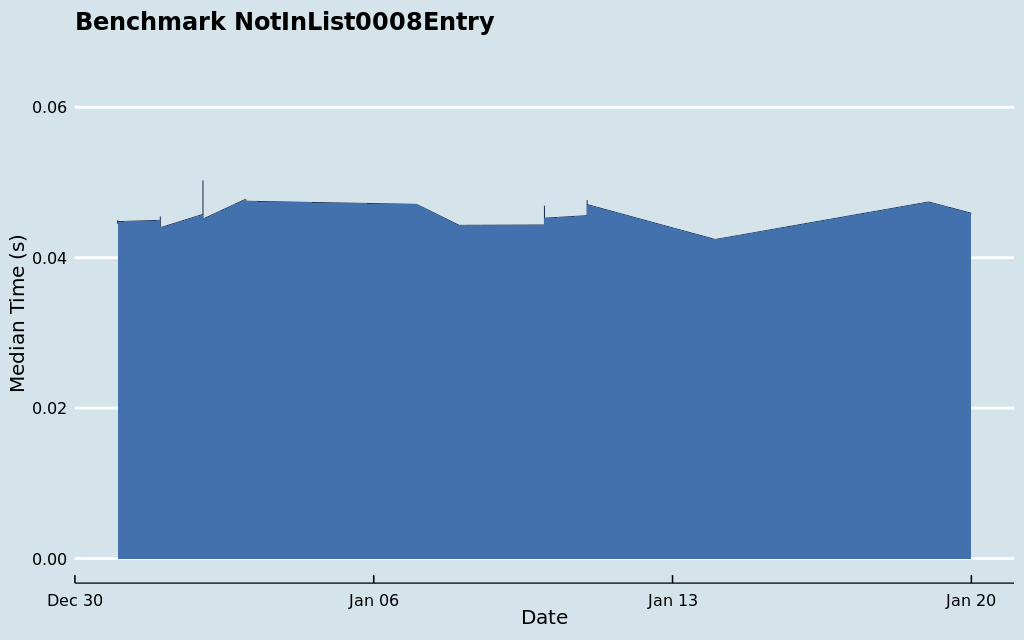 Benchmark NotInList0008Entry
0.06
0.04
0.02
0.00
Median Time (s)
Dec 30
Jan 06
Jan 13
Jan 20
Date